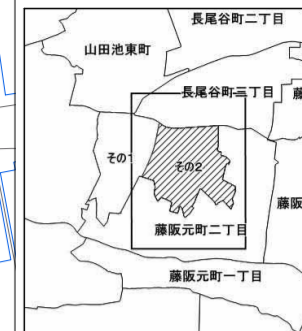 長尾谷町二丁目
山田池東町
長尾谷町三丁目
藤
その1
その2
藤阪
藤阪元町二丁目
藤阪元町一丁目